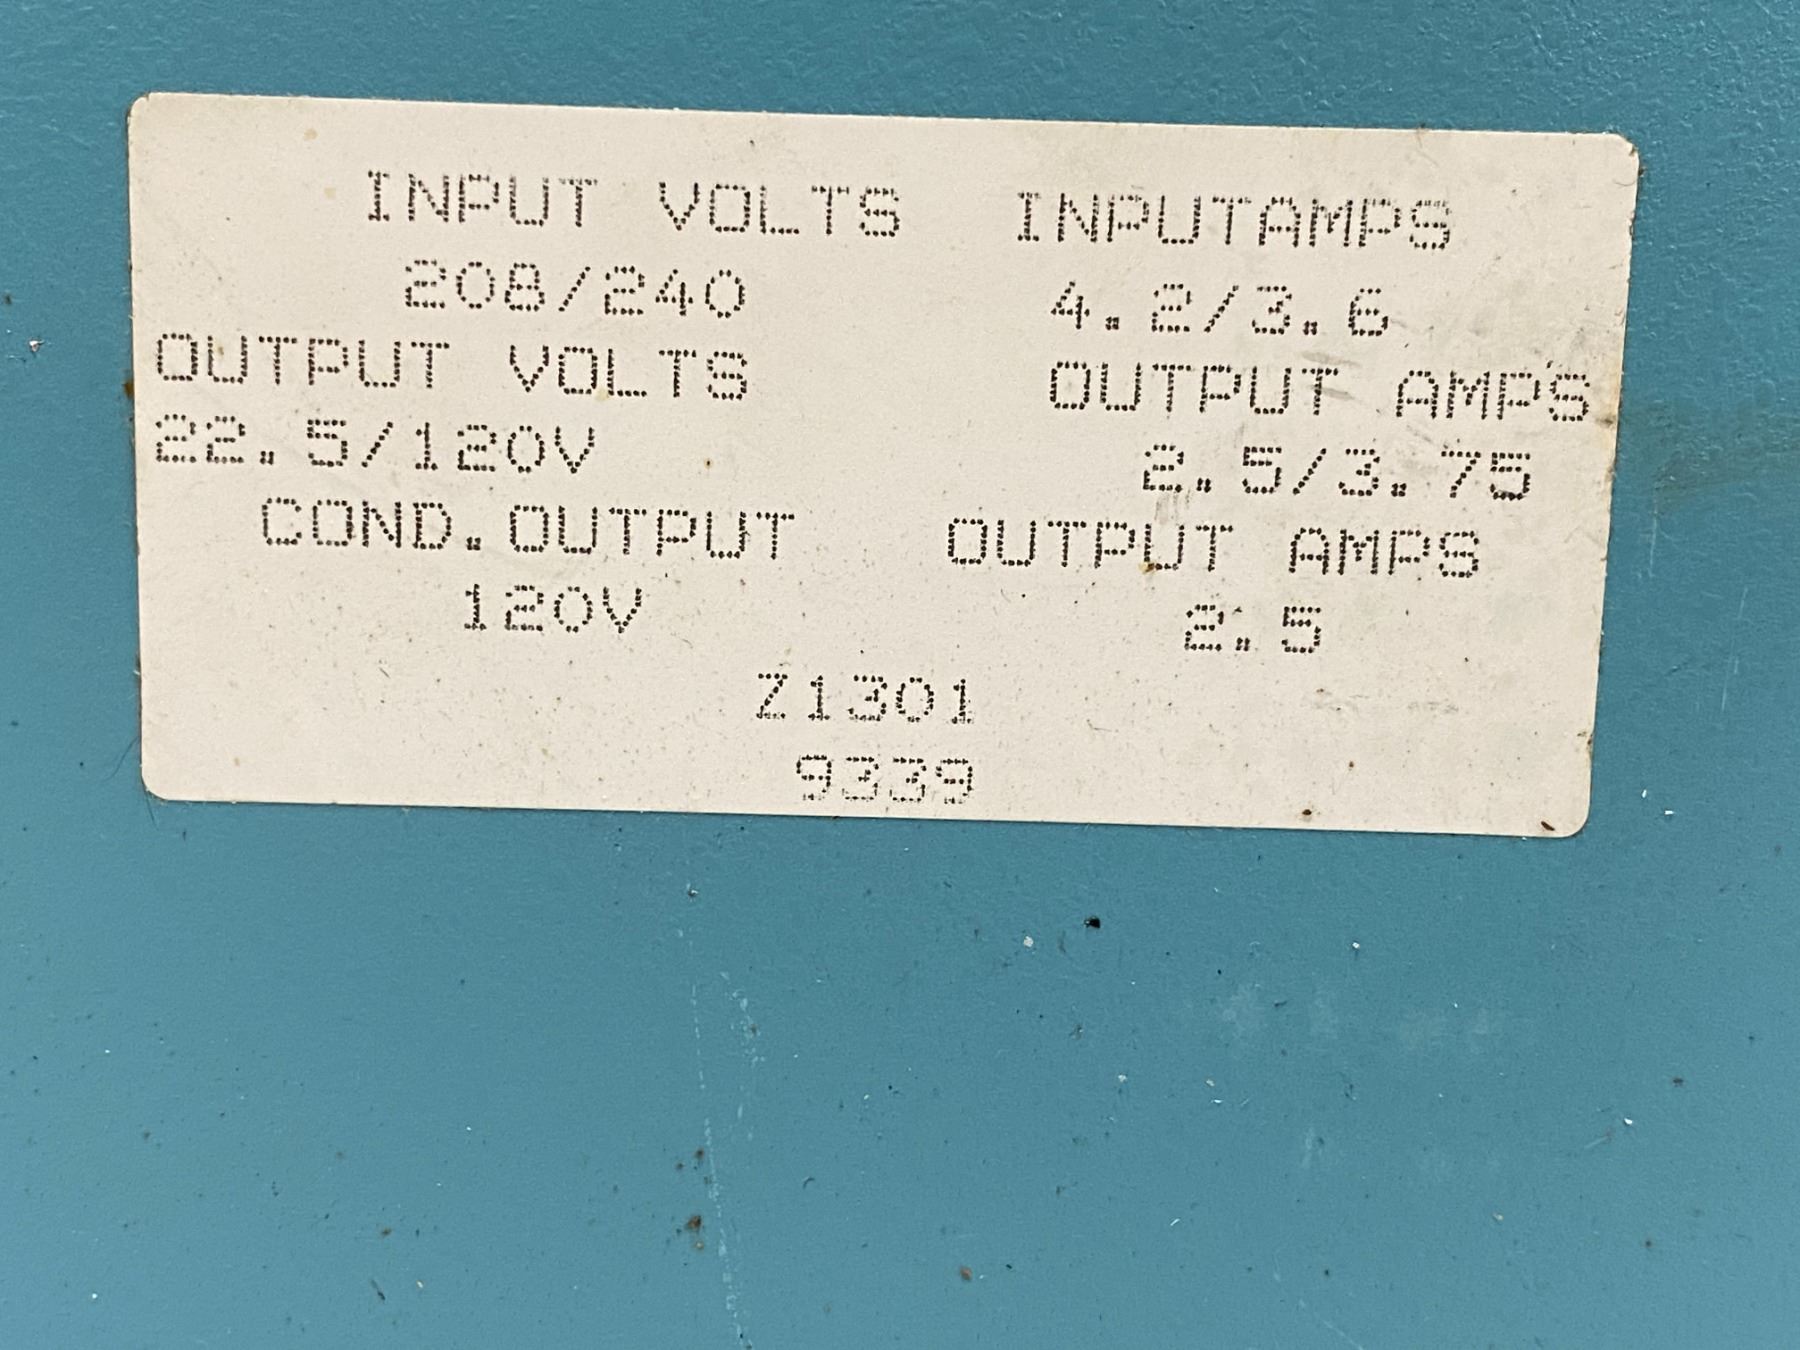 INPUT VOLTS INPUTAMPS
208/240 4.2/3.6
OUTPUT VOLTS OUTPUT AMPS
22.5/120V 2.5/3.75
COND.OUTPUT OUTPUT AMPS
120V 2.5
Z1301
9339